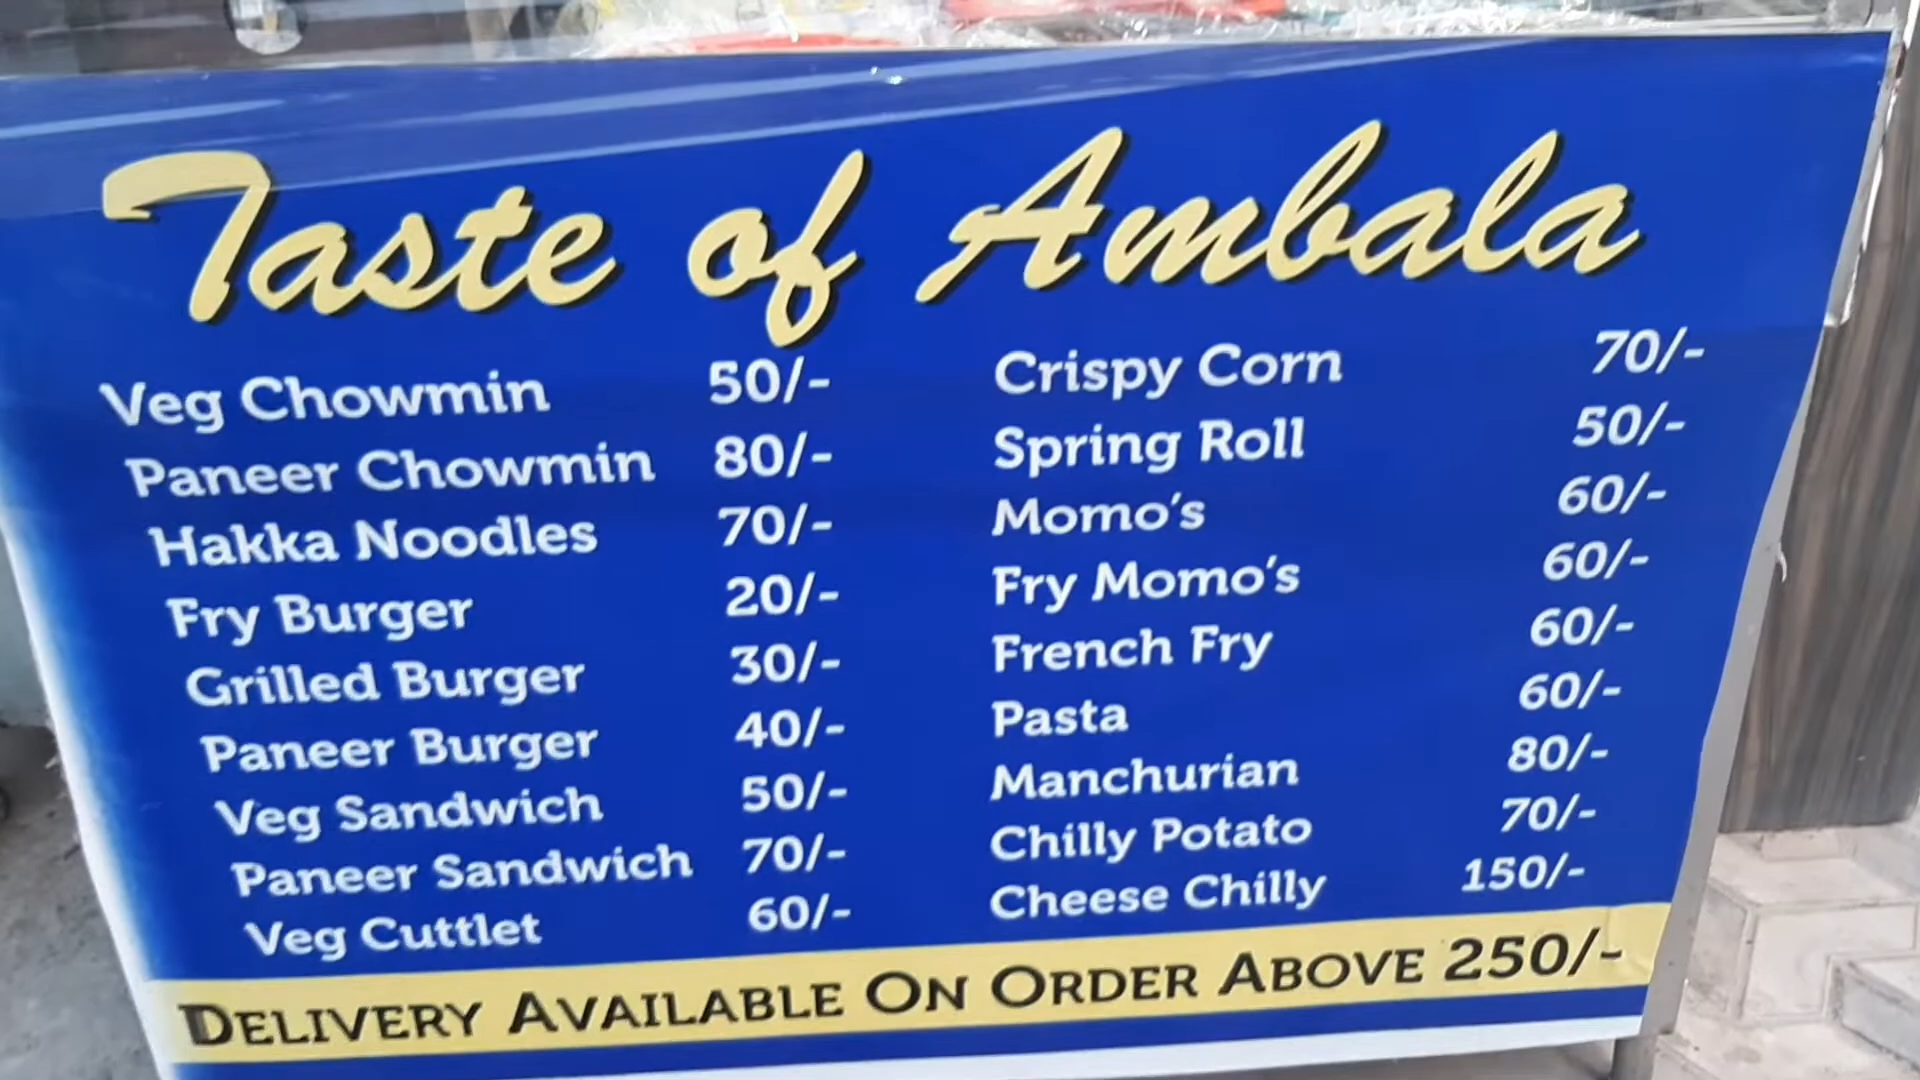 Taste of Ambala
Veg Chowmin 50/-
Paneer Chowmin 80/-
Hakka Noodles 70/-
Fry Burger 20/-
Grilled Burger 30/-
Paneer Burger 40/-
Veg Sandwich 50/-
Paneer Sandwich 70/-
Veg Cuttlet 60/-
Crispy Corn 70/-
Spring Roll 50/-
Momo's 60/-
Fry Momo's 60/-
French Fry 60/-
Pasta 60/-
Manchurian 80/-
Chilly Potato 70/-
Cheese Chilly 150/-
DELIVERY AVAILABLE ON ORDER ABOVE 250/-